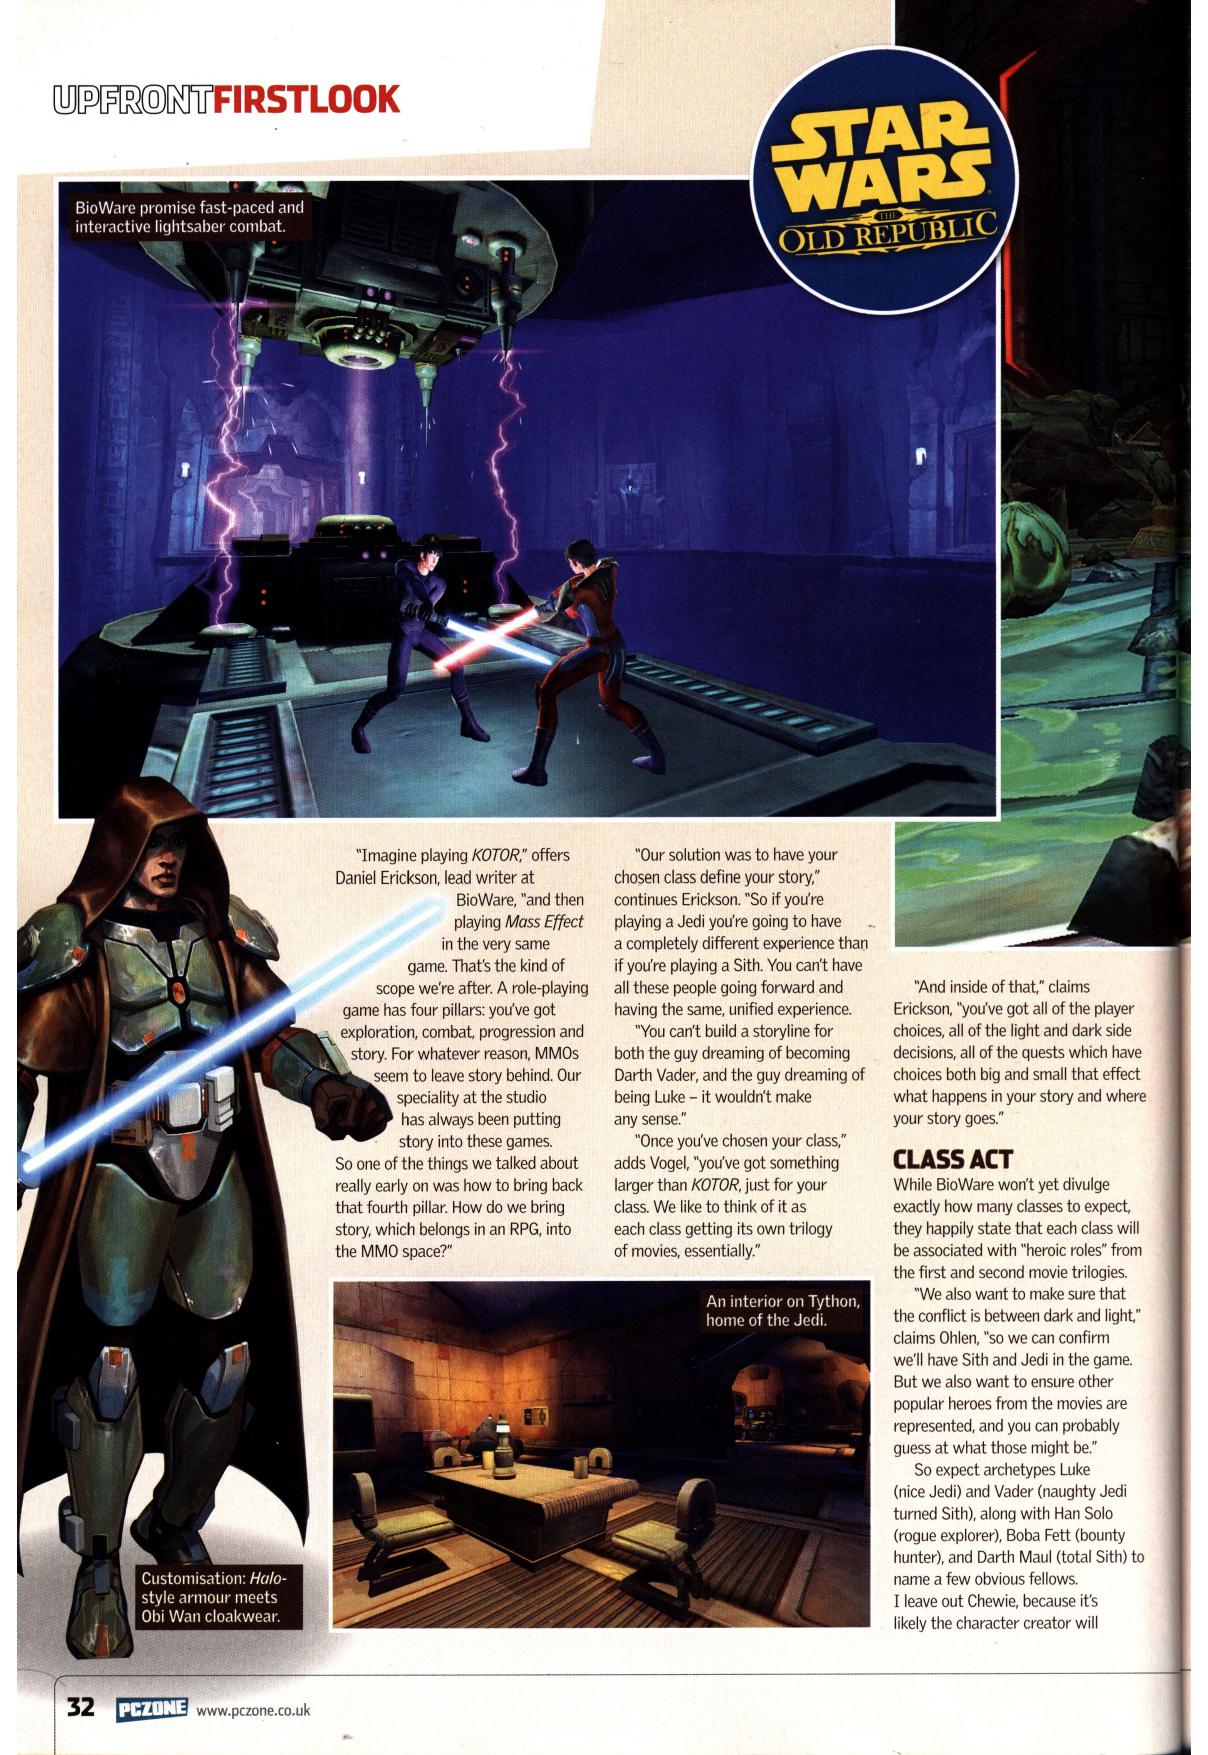 UPFRONTFIRSTLOOK
STAR
WARS
THE
OLD REPUBLIC
BioWare promise fast-paced and
interactive lightsaber combat.
"Imagine playing KOTOR," offers
Daniel Erickson, lead writer at
BioWare, "and then
playing Mass Effect
in the very same
game. That's the kind of
scope we're after. A role-playing
game has four pillars: you've got
exploration, combat, progression and
story. For whatever reason, MMOs
seem to leave story behind. Our
speciality at the studio
has always been putting
story into these games.
So one of the things we talked about
really early on was how to bring back
that fourth pillar. How do we bring
story, which belongs in an RPG, into
the MMO space?"
"Our solution was to have your
chosen class define your story,"
continues Erickson. "So if you're
playing a Jedi you're going to have
a completely different experience than
if you're playing a Sith. You can't have
all these people going forward and
having the same, unified experience.
"You can't build a storyline for
both the guy dreaming of becoming
Darth Vader, and the guy dreaming of
being Luke – it wouldn't make
any sense."
"Once you've chosen your class,"
adds Vogel, "you've got something
larger than KOTOR, just for your
class. We like to think of it as
each class getting its own trilogy
of movies, essentially."
"And inside of that," claims
Erickson, "you've got all of the player
choices, all of the light and dark side
decisions, all of the quests which have
choices both big and small that effect
what happens in your story and where
your story goes."
CLASS ACT
While BioWare won't yet divulge
exactly how many classes to expect,
they happily state that each class will
be associated with "heroic roles" from
the first and second movie trilogies.
"We also want to make sure that
the conflict is between dark and light,"
claims Ohlen, "so we can confirm
we'll have Sith and Jedi in the game.
But we also want to ensure other
popular heroes from the movies are
represented, and you can probably
guess at what those might be."
So expect archetypes Luke
(nice Jedi) and Vader (naughty Jedi
turned Sith), along with Han Solo
(rogue explorer), Boba Fett (bounty
hunter), and Darth Maul (total Sith) to
name a few obvious fellows.
I leave out Chewie, because it's
likely the character creator will
An interior on Tython,
home of the Jedi.
Customisation: Halo-
style armour meets
Obi Wan cloakwear.
32 PCZONE www.pczone.co.uk